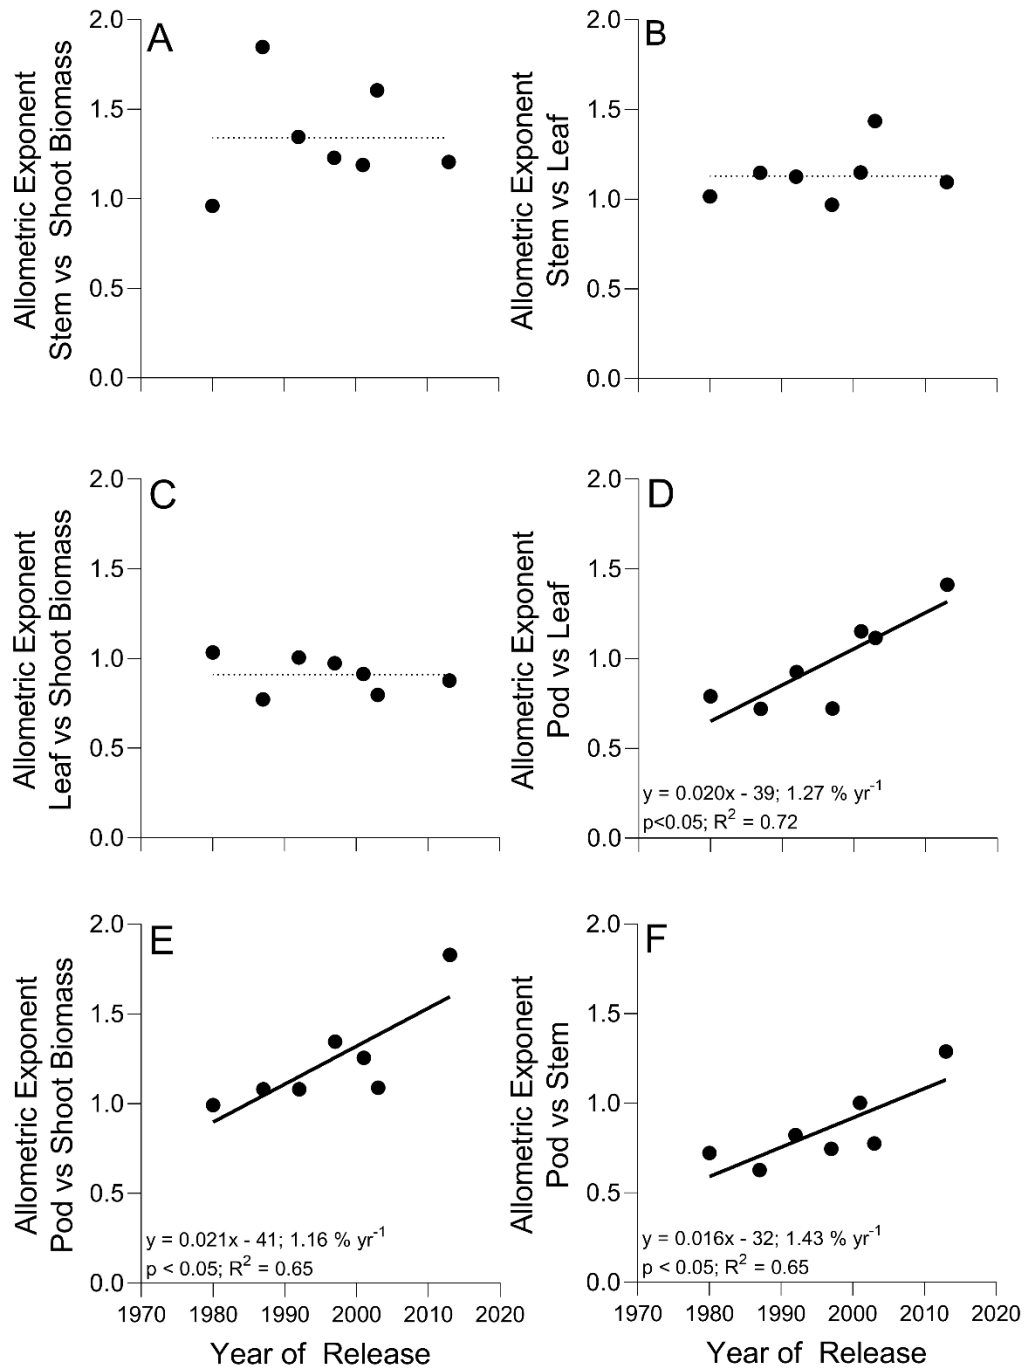 A
Allometric Exponent
Stem vs Shoot Biomass
2.0
1.5
1.0
0.5
0.0
1970 2020
B
Allometric Exponent
Stem vs Leaf
2.0
1.5
1.0
0.5
0.0
1970 2020
C
Allometric Exponent
Leaf vs Shoot Biomass
2.0
1.5
1.0
0.5
0.0
D
Allometric Exponent
Pod vs Leaf
2.0
1.5
1.0
0.5
0.0
y = 0.020x - 39; 1.27 % yr-1
p<0.05; R2 = 0.72
E
Allometric Exponent
Pod vs Shoot Biomass
2.0
1.5
1.0
0.5
0.0
y = 0.021x - 41; 1.16 % yr-1
p < 0.05; R2 = 0.65
1970 1980 1990 2000 2010 2020
Year of Release
F
Allometric Exponent
Pod vs Stem
2.0
1.5
1.0
0.5
0.0
y = 0.016x - 32; 1.43 % yr-1
p < 0.05; R2 = 0.65
1970 1980 1990 2000 2010 2020
Year of Release